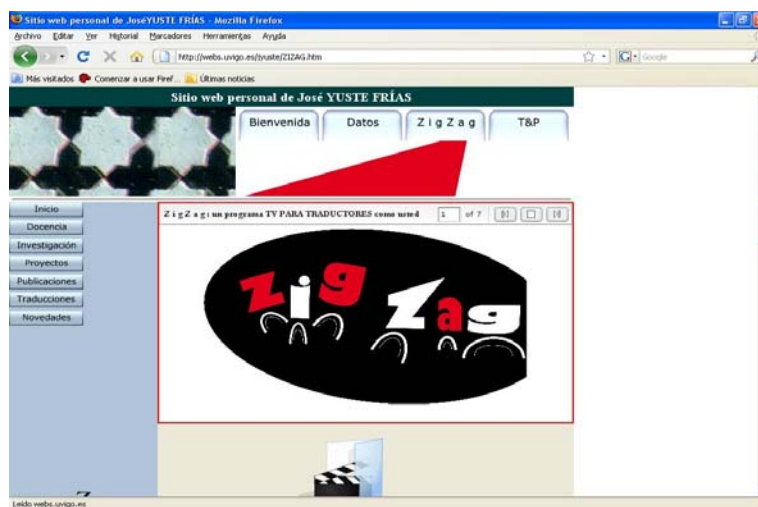 Sitio web personal de JoséYUSTE FRÍAS - Mozilla Firefox
Archivo Editar Ver Historial Marcadores Herramientas Ayuda
http://webs.uvigo.es/jyuste/ZIZAG.htm
Google
Más visitados Comenzar a usar Firef... Últimas noticias
Sitio web personal de José YUSTE FRÍAS
Bienvenida Datos Z i g Z a g T&P
Inicio
Docencia
Investigación
Proyectos
Publicaciones
Traducciones
Novedades
Z i g Z a g : un programa TV PARA TRADUCTORES como usted 1 of 7
zig zag
Leído webs.uvigo.es